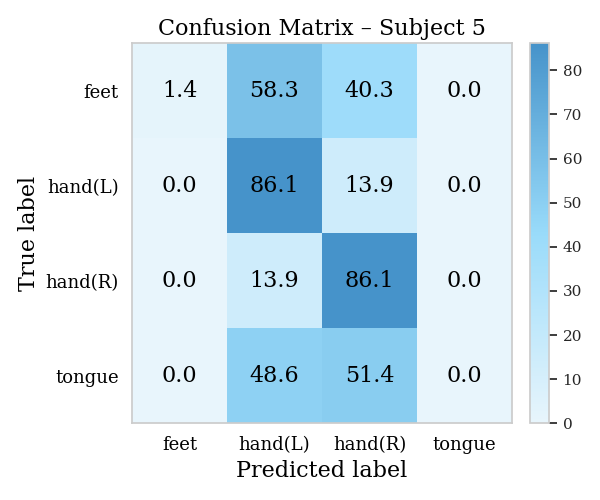 Confusion Matrix – Subject 5
True label
feet 1.4 58.3 40.3 0.0
hand(L) 0.0 86.1 13.9 0.0
hand(R) 0.0 13.9 86.1 0.0
tongue 0.0 48.6 51.4 0.0
feet hand(L) hand(R) tongue
Predicted label
80
70
60
50
40
30
20
10
0